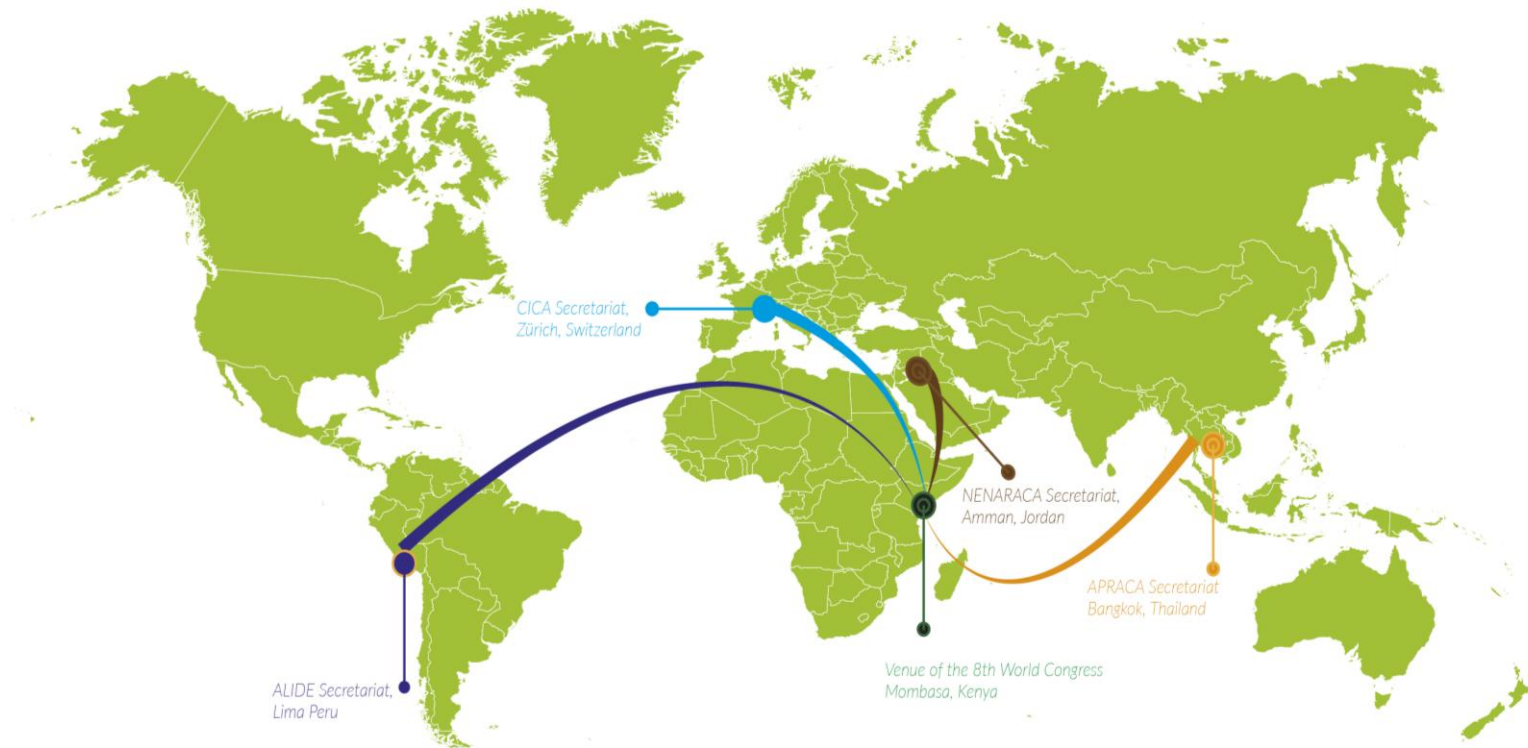 CICA Secretariat,
Zürich, Switzerland
NENARACA Secretariat,
Amman, Jordan
APRACA Secretariat
Bangkok, Thailand
Venue of the 8th World Congress
Mombasa, Kenya
ALIDE Secretariat,
Lima Peru